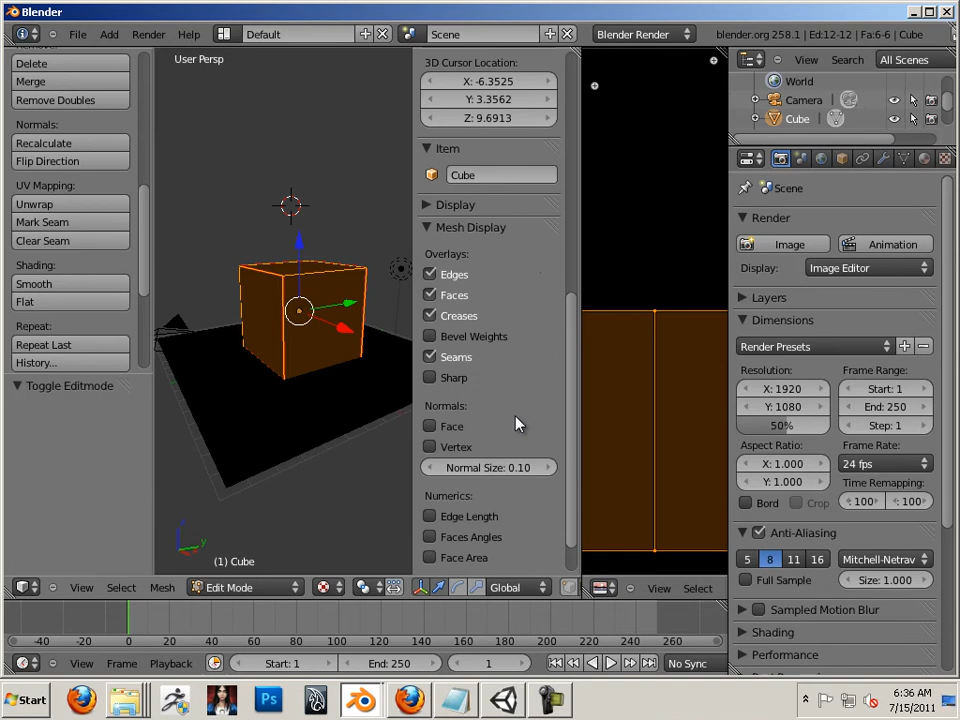 Blender
File Add Render Help Default Scene Blender Render blender.org 258.1 | Ed:12-12 | Fa:6-6 | Cube
Delete
Merge
Remove Doubles
Normals:
Recalculate
Flip Direction
UV Mapping:
Unwrap
Mark Seam
Clear Seam
Shading:
Smooth
Flat
Repeat:
Repeat Last
History...
Toggle Editmode
User Persp
(1) Cube
y
3D Cursor Location:
X: -6.3525
Y: 3.3562
Z: 9.6913
Item
Cube
Display
Mesh Display
Overlays:
Edges
Faces
Creases
Bevel Weights
Seams
Sharp
Normals:
Face
Vertex
Normal Size: 0.10
Numerics:
Edge Length
Faces Angles
Face Area
View Select Mesh Edit Mode Global
View Select
View Search All Scenes
World
Camera
Cube
Scene
Render
Image Animation
Display: Image Editor
Layers
Dimensions
Render Presets
Resolution: Frame Range:
X: 1920 Start: 1
Y: 1080 End: 250
50% Step: 1
Aspect Ratio: Frame Rate:
X: 1.000 24 fps
Y: 1.000 Time Remapping:
Bord Crop :100 :100
Anti-Aliasing
5 8 11 16 Mitchell-Netrav
Full Sample Size: 1.000
Sampled Motion Blur
Shading
Performance
-40 -20 0 20 40 60 80 100 120 140 160 180 200 220 240 260
View Frame Playback Start: 1 End: 250 1 No Sync
Start Ps 6:36 AM
7/15/2011